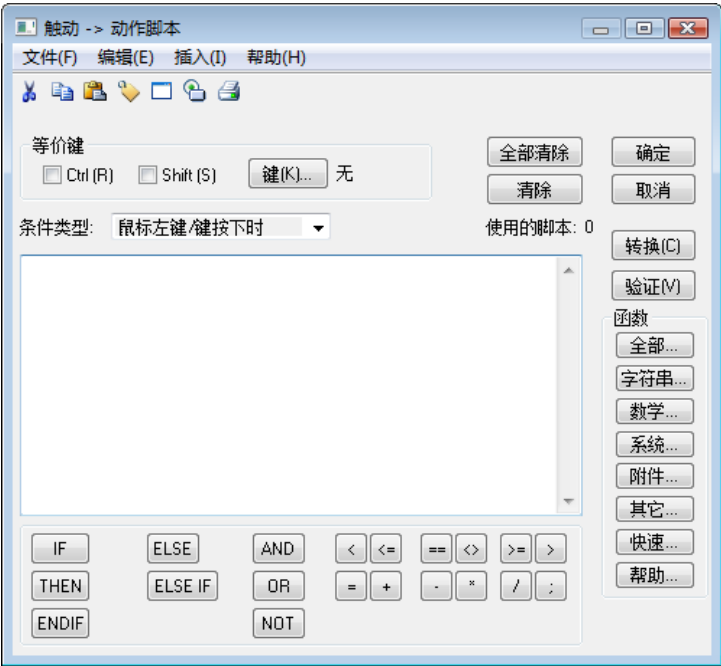 触动 -> 动作脚本
文件(F) 编辑(E) 插入(I) 帮助(H)
等价键
Ctrl (R) Shift (S) 键(K)... 无
全部清除 确定
清除 取消
条件类型: 鼠标左键/键按下时 使用的脚本: 0
转换(C)
验证(V)
函数
全部...
字符串...
数学...
系统...
附件...
其它...
快速...
帮助...
IF ELSE AND < <= == <> >= >
THEN ELSE IF OR = + - * / ;
ENDIF NOT